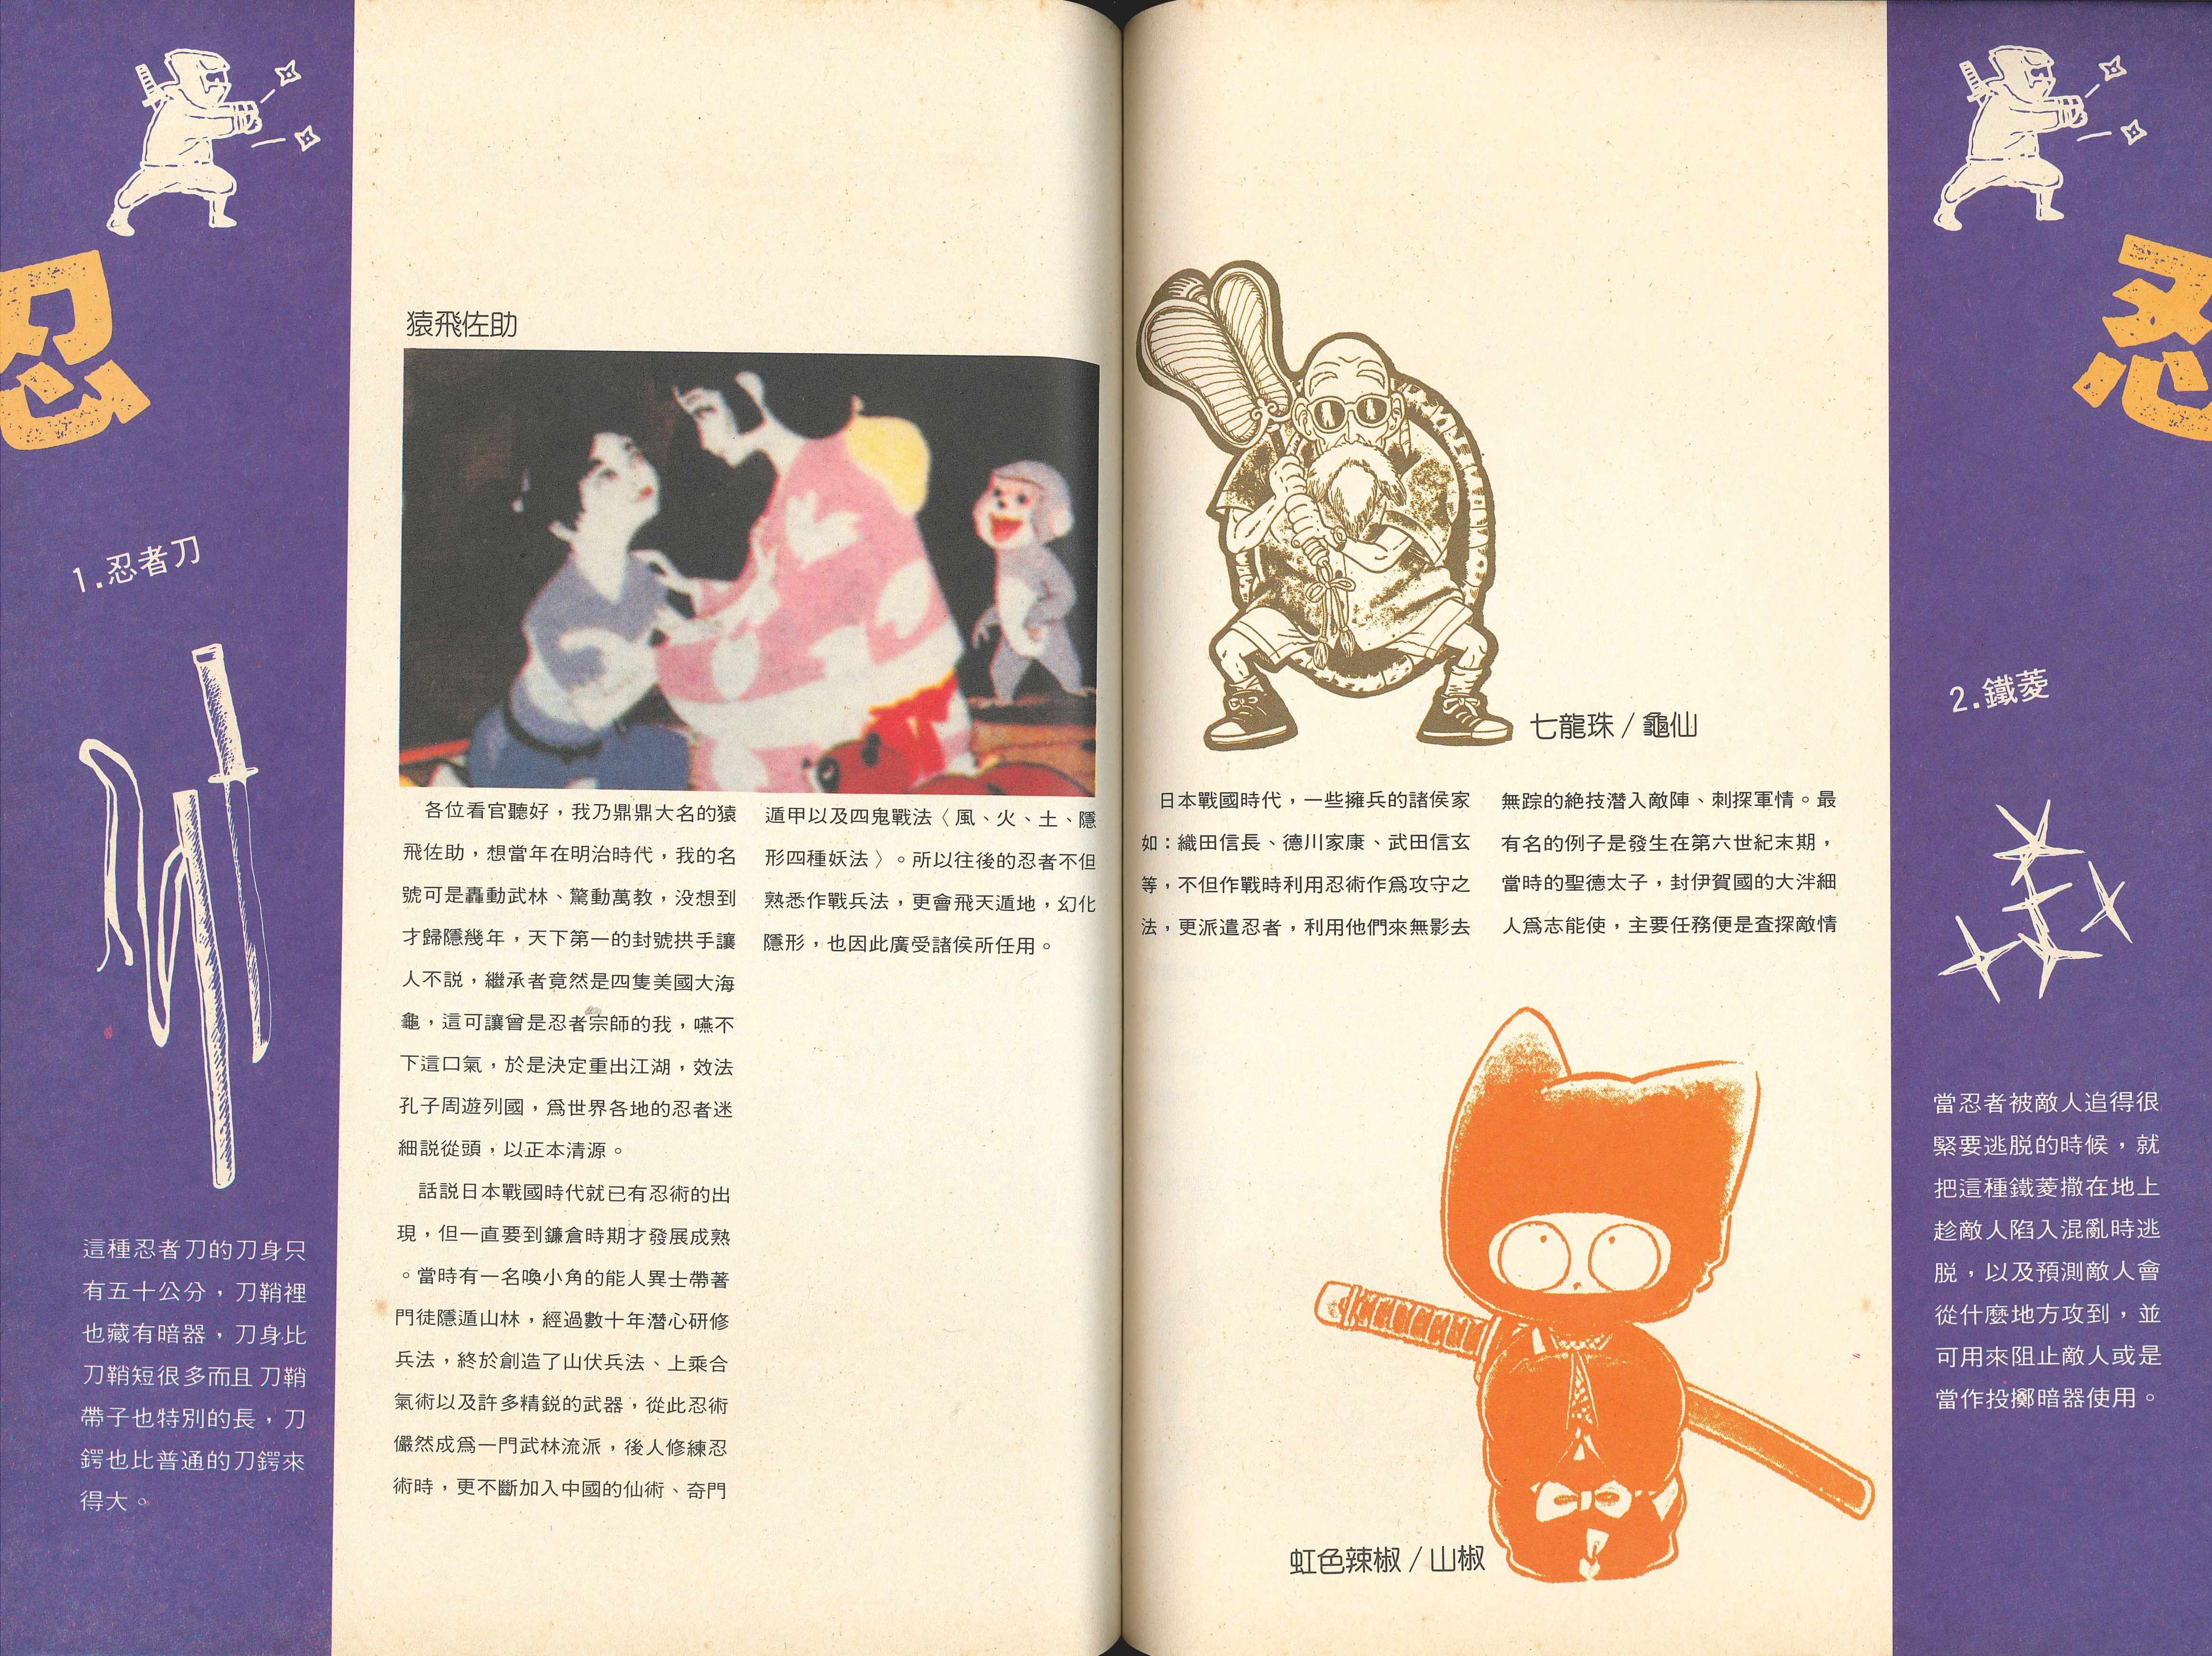 忍
1.忍者刀
這種忍者刀的刀身只
有五十公分，刀鞘裡
也藏有暗器，刀身比
刀鞘短很多而且刀鞘
帶子也特別的長，刀
鍔也比普通的刀鍔來
得大。
猿飛佐助
各位看官聽好，我乃鼎鼎大名的猿
飛佐助，想當年在明治時代，我的名
號可是轟動武林、驚動萬教，没想到
才歸隱幾年，天下第一的封號拱手讓
人不説，繼承者竟然是四隻美國大海
龜，這可讓曾是忍者宗師的我，嚥不
下這口氣，於是決定重出江湖，效法
孔子周遊列國，爲世界各地的忍者迷
細説從頭，以正本清源。
話説日本戰國時代就已有忍術的出
現，但一直要到鐮倉時期才發展成熟
。當時有一名喚小角的能人異士帶著
門徒隱遁山林，經過數十年潛心研修
兵法，終於創造了山伏兵法、上乘合
氣術以及許多精鋭的武器，從此忍術
儼然成爲一門武林流派，後人修練忍
術時，更不斷加入中國的仙術、奇門
遁甲以及四鬼戰法〈風、火、土、隱
形四種妖法〉。所以往後的忍者不但
熟悉作戰兵法，更會飛天遁地，幻化
隱形，也因此廣受諸侯所任用。
七龍珠／龜仙
日本戰國時代，一些擁兵的諸侯家
如：織田信長、德川家康、武田信玄
等，不但作戰時利用忍術作爲攻守之
法，更派遣忍者，利用他們來無影去
無踪的絶技潛入敵陣、刺探軍情。最
有名的例子是發生在第六世紀末期，
當時的聖德太子，封伊賀國的大泮細
人爲志能使，主要任務便是查探敵情
虹色辣椒／山椒
忍
2.鐵菱
當忍者被敵人追得很
緊要逃脱的時候，就
把這種鐵菱撒在地上
趁敵人陷入混亂時逃
脱，以及預測敵人會
從什麼地方攻到，並
可用來阻止敵人或是
當作投擲暗器使用。